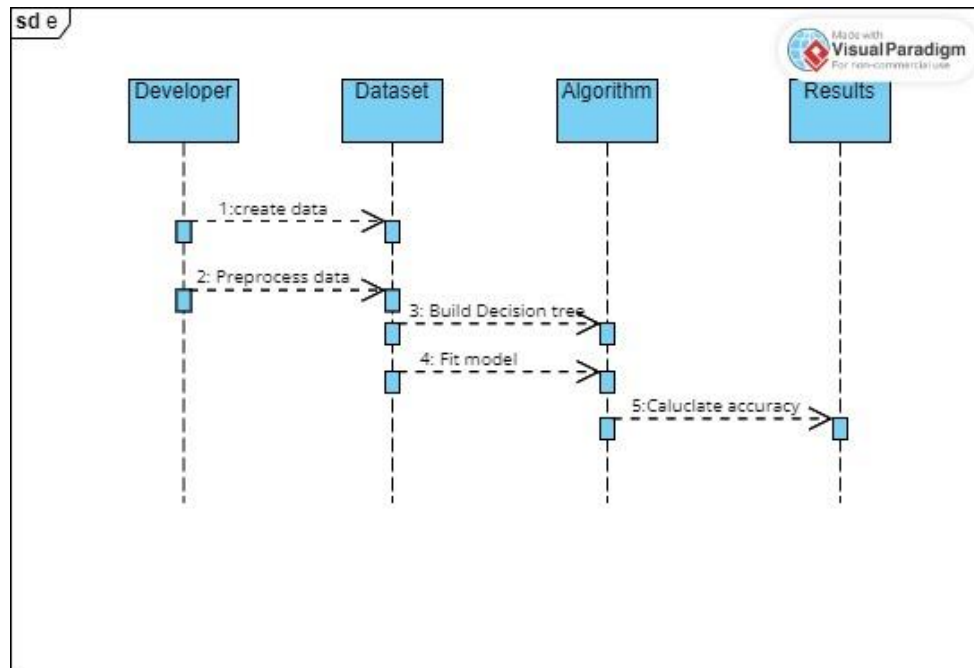 sd e
Made with
Visual Paradigm
For non-commercial use
Developer
Dataset
Algorithm
Results
1:create data
2: Preprocess data
3: Build Decision tree
4: Fit model
5:Caluclate accuracy